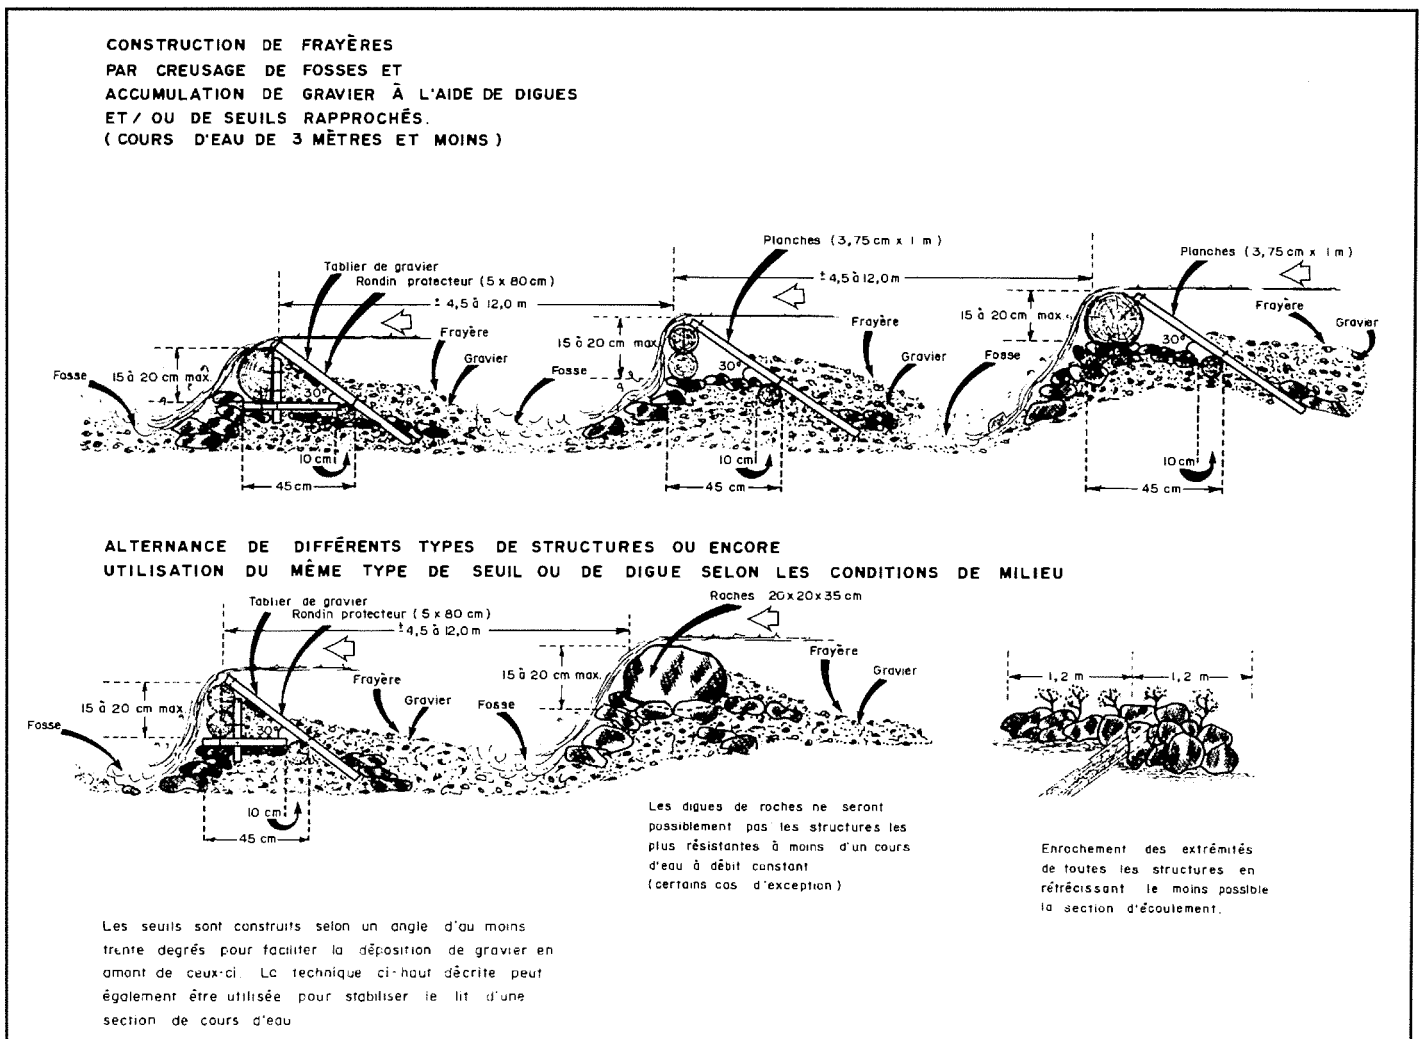 CONSTRUCTION DE FRAYÈRES
PAR CREUSAGE DE FOSSES ET
ACCUMULATION DE GRAVIER À L'AIDE DE DIGUES
ET / OU DE SEUILS RAPPROCHÉS.
( COURS D'EAU DE 3 MÈTRES ET MOINS )
Planches (3,75 cm x 1 m)
Planches (3,75 cm x 1 m)
Tablier de gravier
Rondin protecteur (5 x 80 cm)
± 4,5 à 12,0 m
± 4,5 à 12,0 m
Frayère
Gravier
Frayère
Gravier
Frayère
Gravier
15 à 20 cm max.
15 à 20 cm max.
15 à 20 cm max.
Fosse
Fosse
Fosse
30°
30°
30°
10 cm
10 cm
10 cm
45 cm
45 cm
45 cm
ALTERNANCE DE DIFFÉRENTS TYPES DE STRUCTURES OU ENCORE
UTILISATION DU MÊME TYPE DE SEUIL OU DE DIGUE SELON LES CONDITIONS DE MILIEU
Tablier de gravier
Rondin protecteur (5 x 80 cm)
± 4,5 à 12,0 m
Roches 20x20x35 cm
Frayère
Gravier
Frayère
Gravier
15 à 20 cm max
15 à 20 cm max.
Fosse
Fosse
30°
10 cm
45 cm
1,2 m
1,2 m
Les digues de roches ne seront
possiblement pas les structures les
plus résistantes à moins d'un cours
d'eau à débit constant
(certains cas d'exception)
Enrochement des extrémités
de toutes les structures en
rétrécissant le moins possible
la section d'écoulement.
Les seuils sont construits selon un angle d'au moins
trente degrés pour faciliter la déposition de gravier en
amont de ceux-ci. La technique ci-haut décrite peut
également être utilisée pour stabiliser le lit d'une
section de cours d'eau